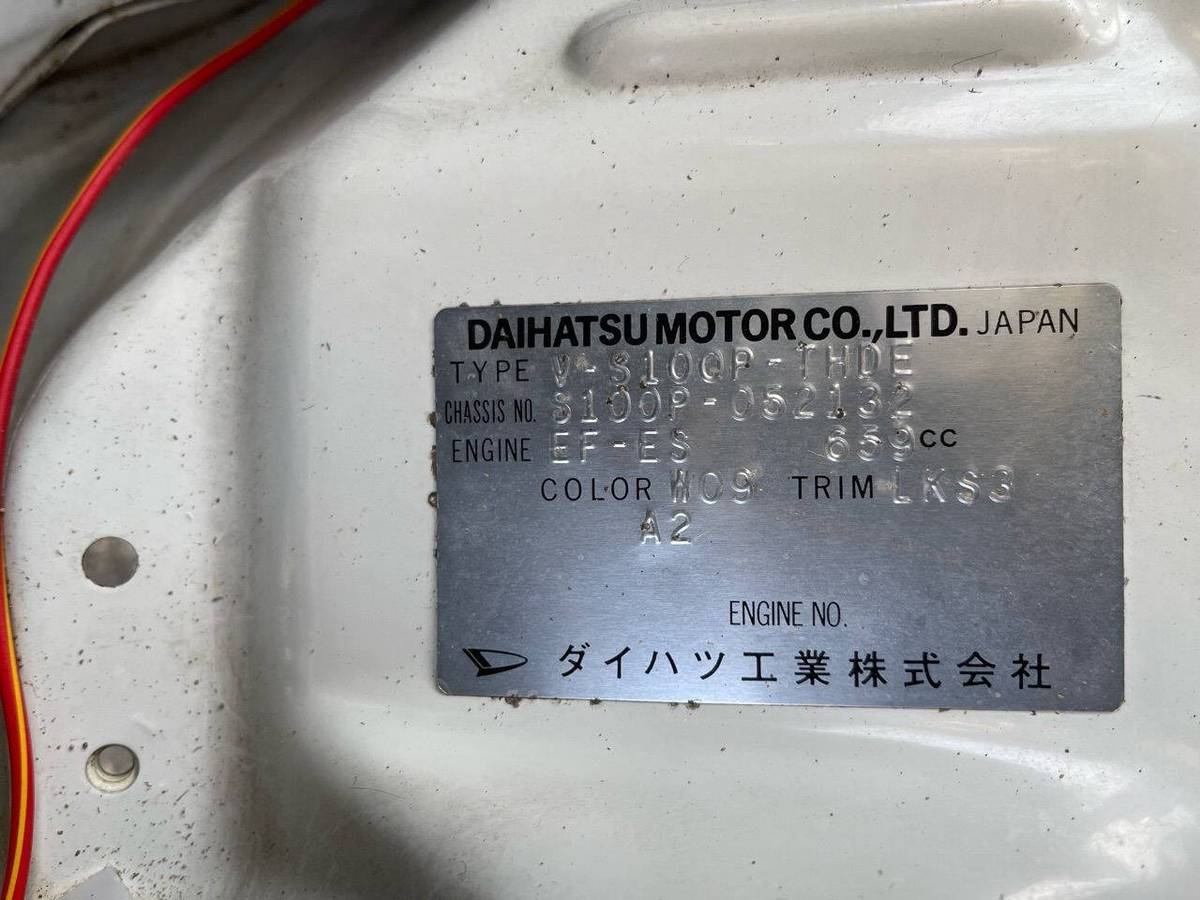 DAIHATSU MOTOR CO.,LTD. JAPAN
TYPE V-S100P-THDE
CHASSIS NO. S100P-052132
ENGINE EF-ES 659cc
COLOR W09 TRIM LKS3
A2
ENGINE NO.
ダイハツ工業株式会社